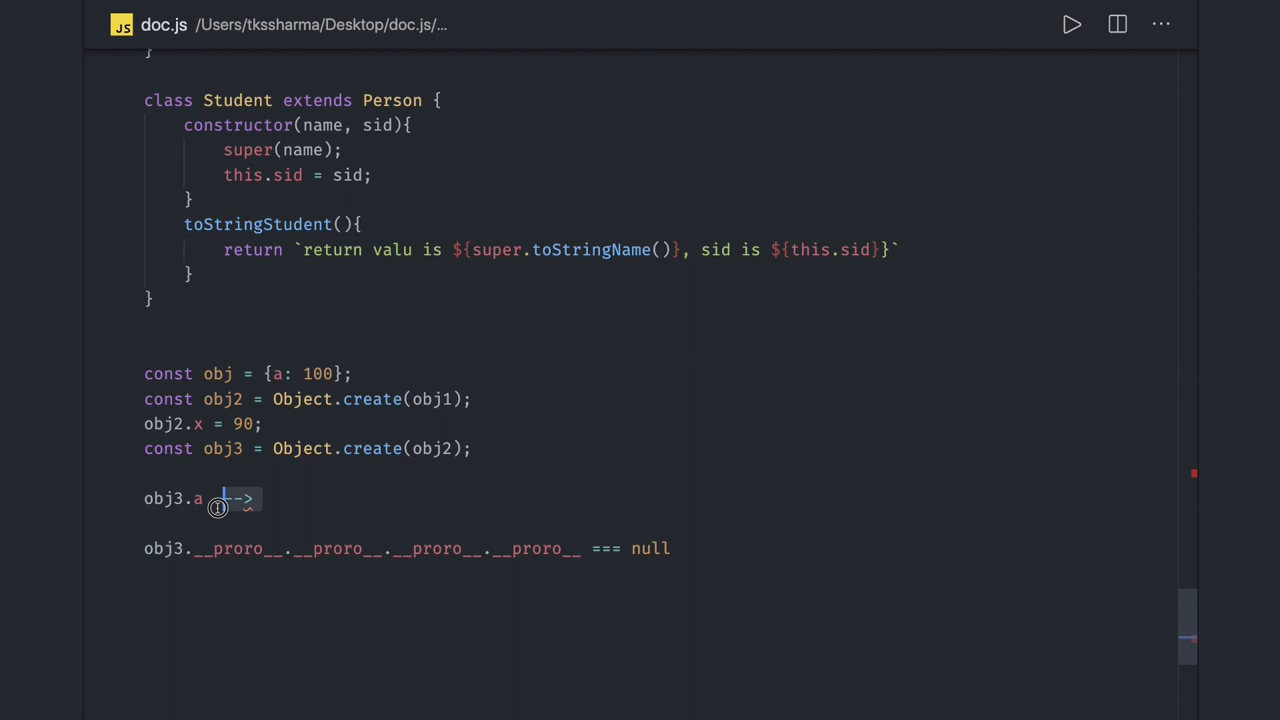 JS doc.js /Users/tkssharma/Desktop/doc.js/...
}
class Student extends Person {
constructor(name, sid){
super(name);
this.sid = sid;
}
toStringStudent(){
return `return valu is ${super.toStringName()}, sid is ${this.sid}}`
}
}
const obj = {a: 100};
const obj2 = Object.create(obj1);
obj2.x = 90;
const obj3 = Object.create(obj2);
obj3.a -->
obj3.__proro__.__proro__.__proro__.__proro__ === null